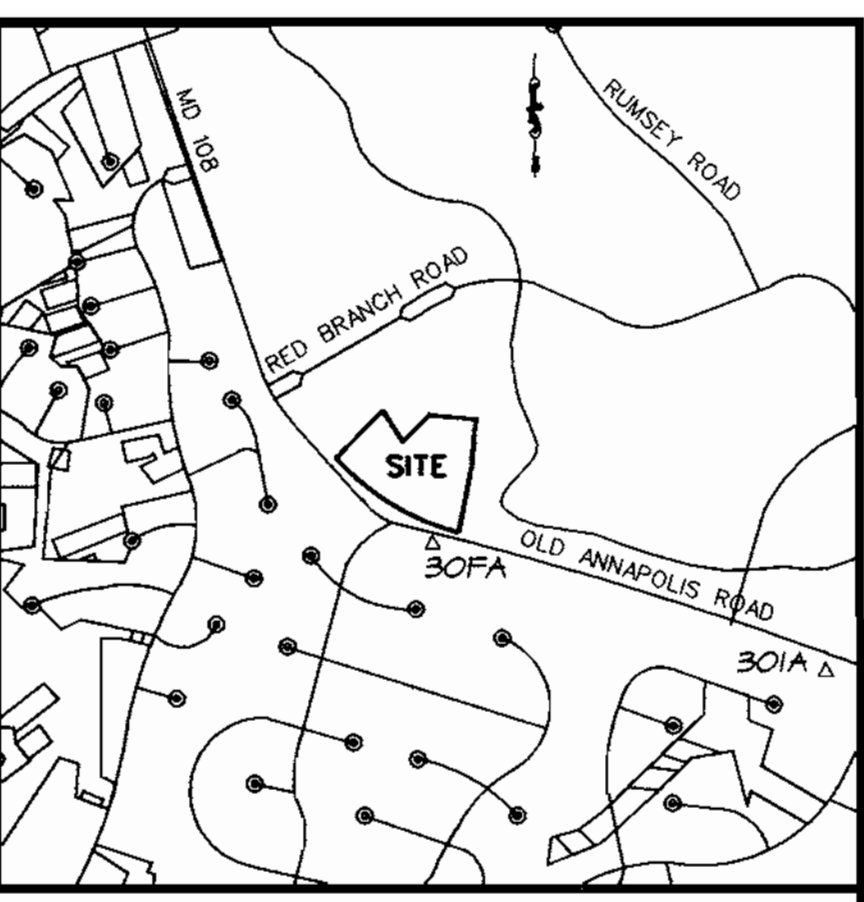 MD 108
RUMSEY ROAD
RED BRANCH ROAD
SITE
OLD ANNAPOLIS ROAD
30FA
301A